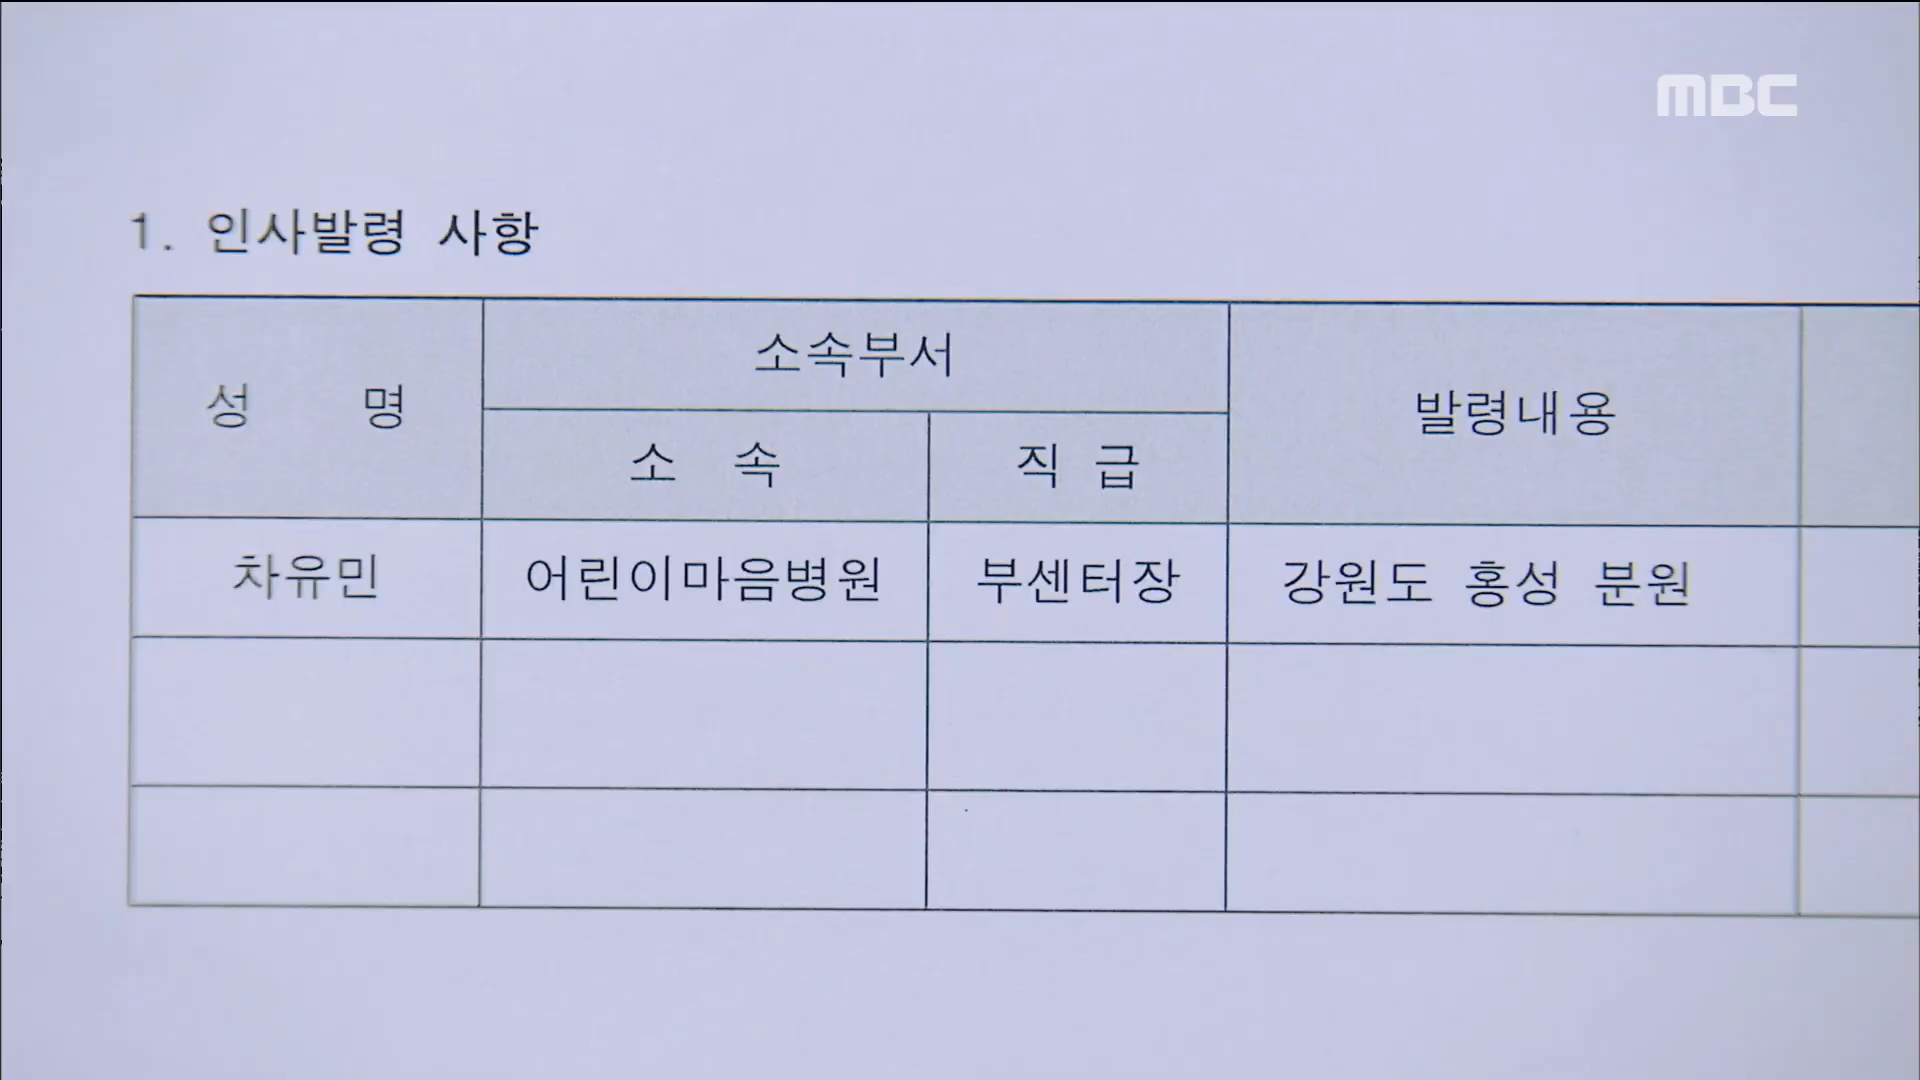 MBC
1. 인사발령 사항
성 명
소속부서
발령내용
소 속
직 급
차유민
어린이마음병원
부센터장
강원도 홍성 분원